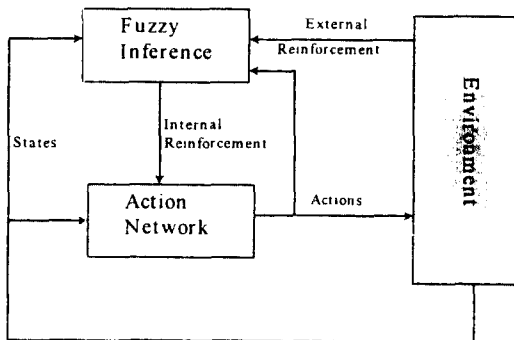 Fuzzy
Inference
External
Reinforcement
Environment
Internal
Reinforcement
States
Action
Network
Actions